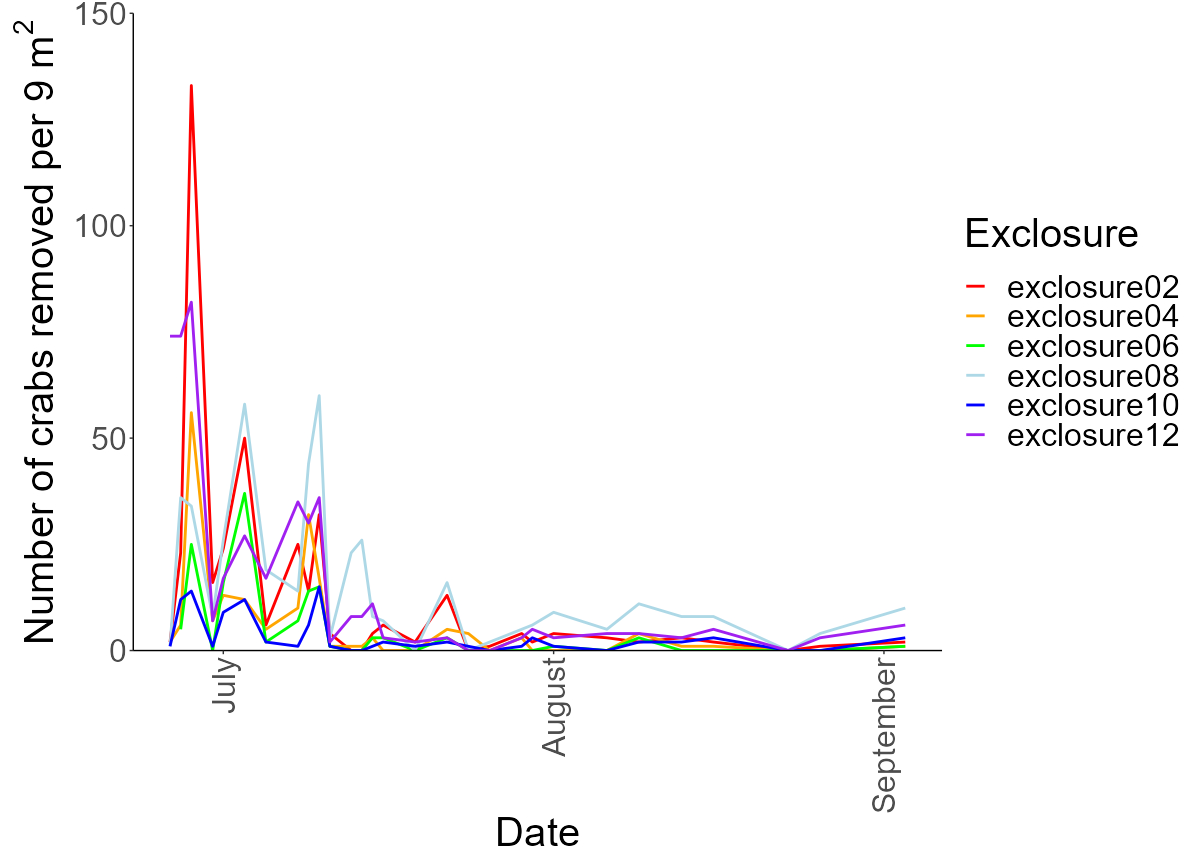 Number of crabs removed per 9 m²
150
100
50
0
July
August
September
Date
Exclosure
exclosure02
exclosure04
exclosure06
exclosure08
exclosure10
exclosure12